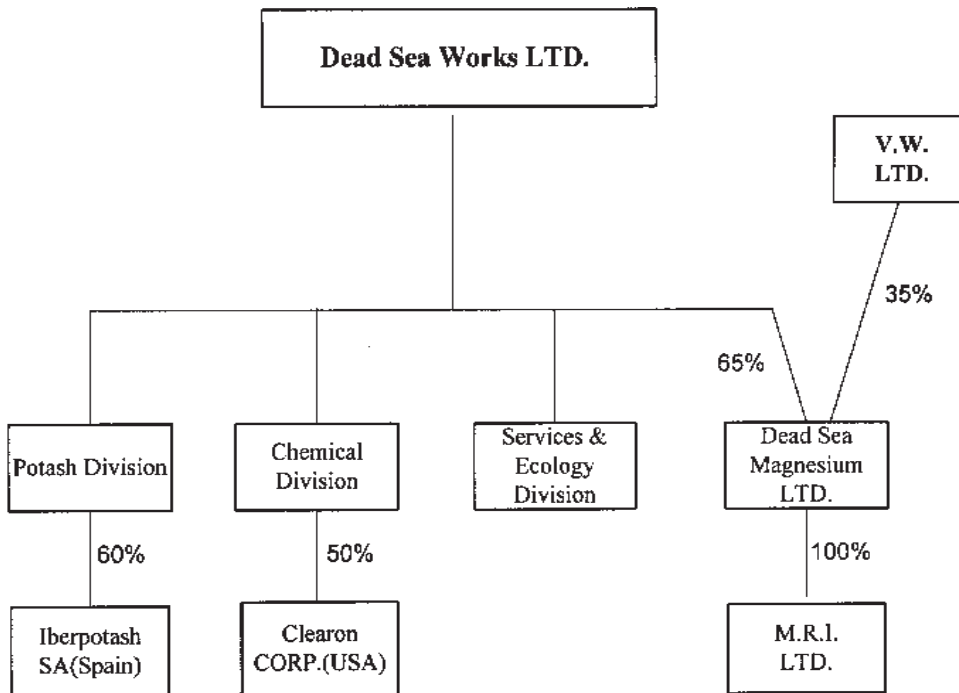 Dead Sea Works LTD.
V.W.
LTD.
35%
65%
Potash Division
Chemical
Division
Services &
Ecology
Division
Dead Sea
Magnesium
LTD.
60%
50%
100%
Iberpotash
SA(Spain)
Clearon
CORP.(USA)
M.R.I.
LTD.